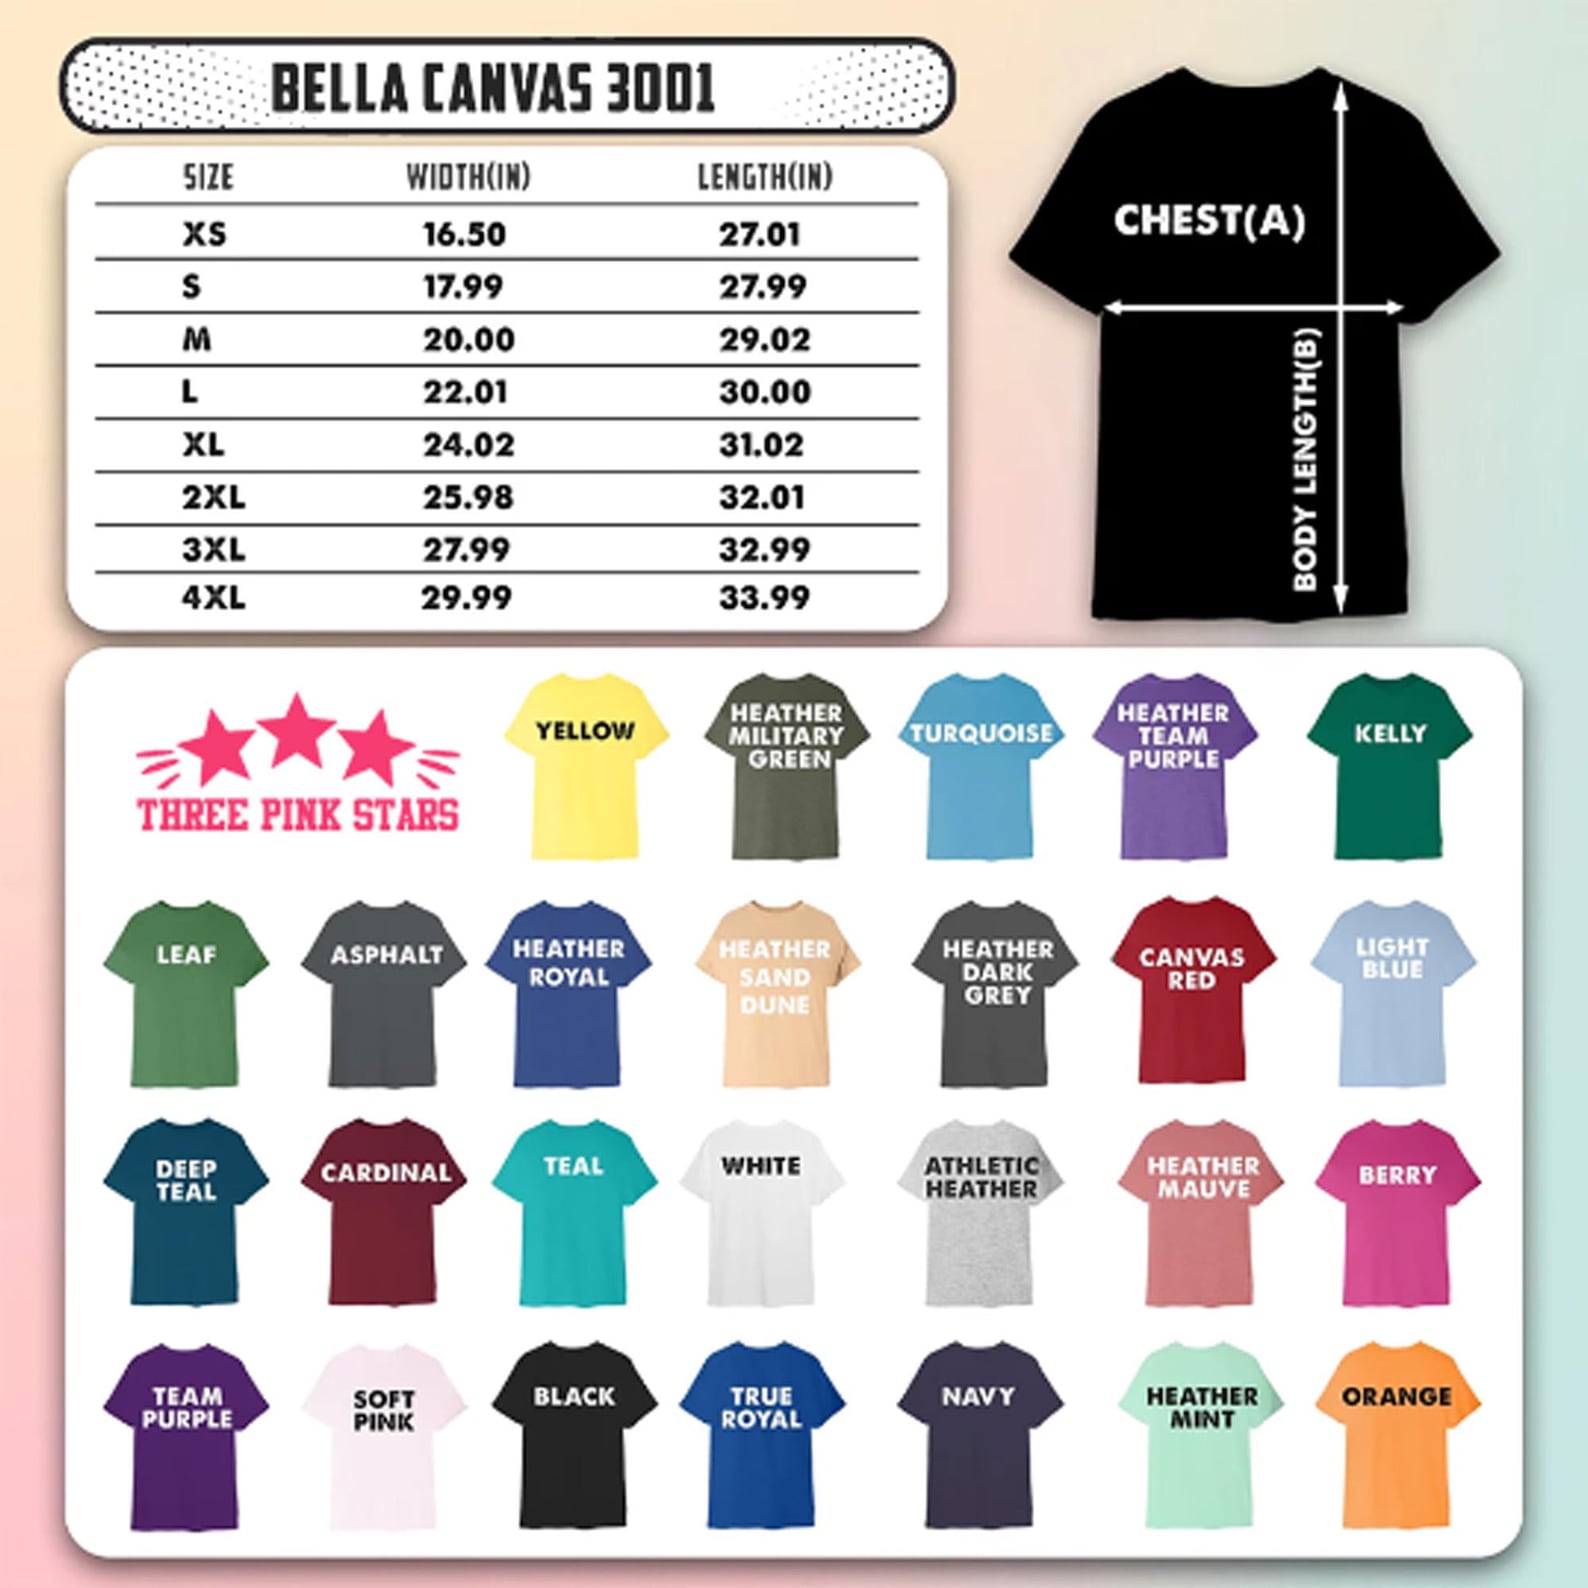 BELLA CANVAS 3001
SIZE WIDTH(IN) LENGTH(IN)
XS 16.50 27.01
S 17.99 27.99
M 20.00 29.02
L 22.01 30.00
XL 24.02 31.02
2XL 25.98 32.01
3XL 27.99 32.99
4XL 29.99 33.99
CHEST(A)
BODY LENGTH(B)
THREE PINK STARS
YELLOW
HEATHER
MILITARY
GREEN
TURQUOISE
HEATHER
TEAM
PURPLE
KELLY
LEAF
ASPHALT
HEATHER
ROYAL
HEATHER
SAND
DUNE
HEATHER
DARK
GREY
CANVAS
RED
LIGHT
BLUE
DEEP
TEAL
CARDINAL
TEAL
WHITE
ATHLETIC
HEATHER
HEATHER
MAUVE
BERRY
TEAM
PURPLE
SOFT
PINK
BLACK
TRUE
ROYAL
NAVY
HEATHER
MINT
ORANGE